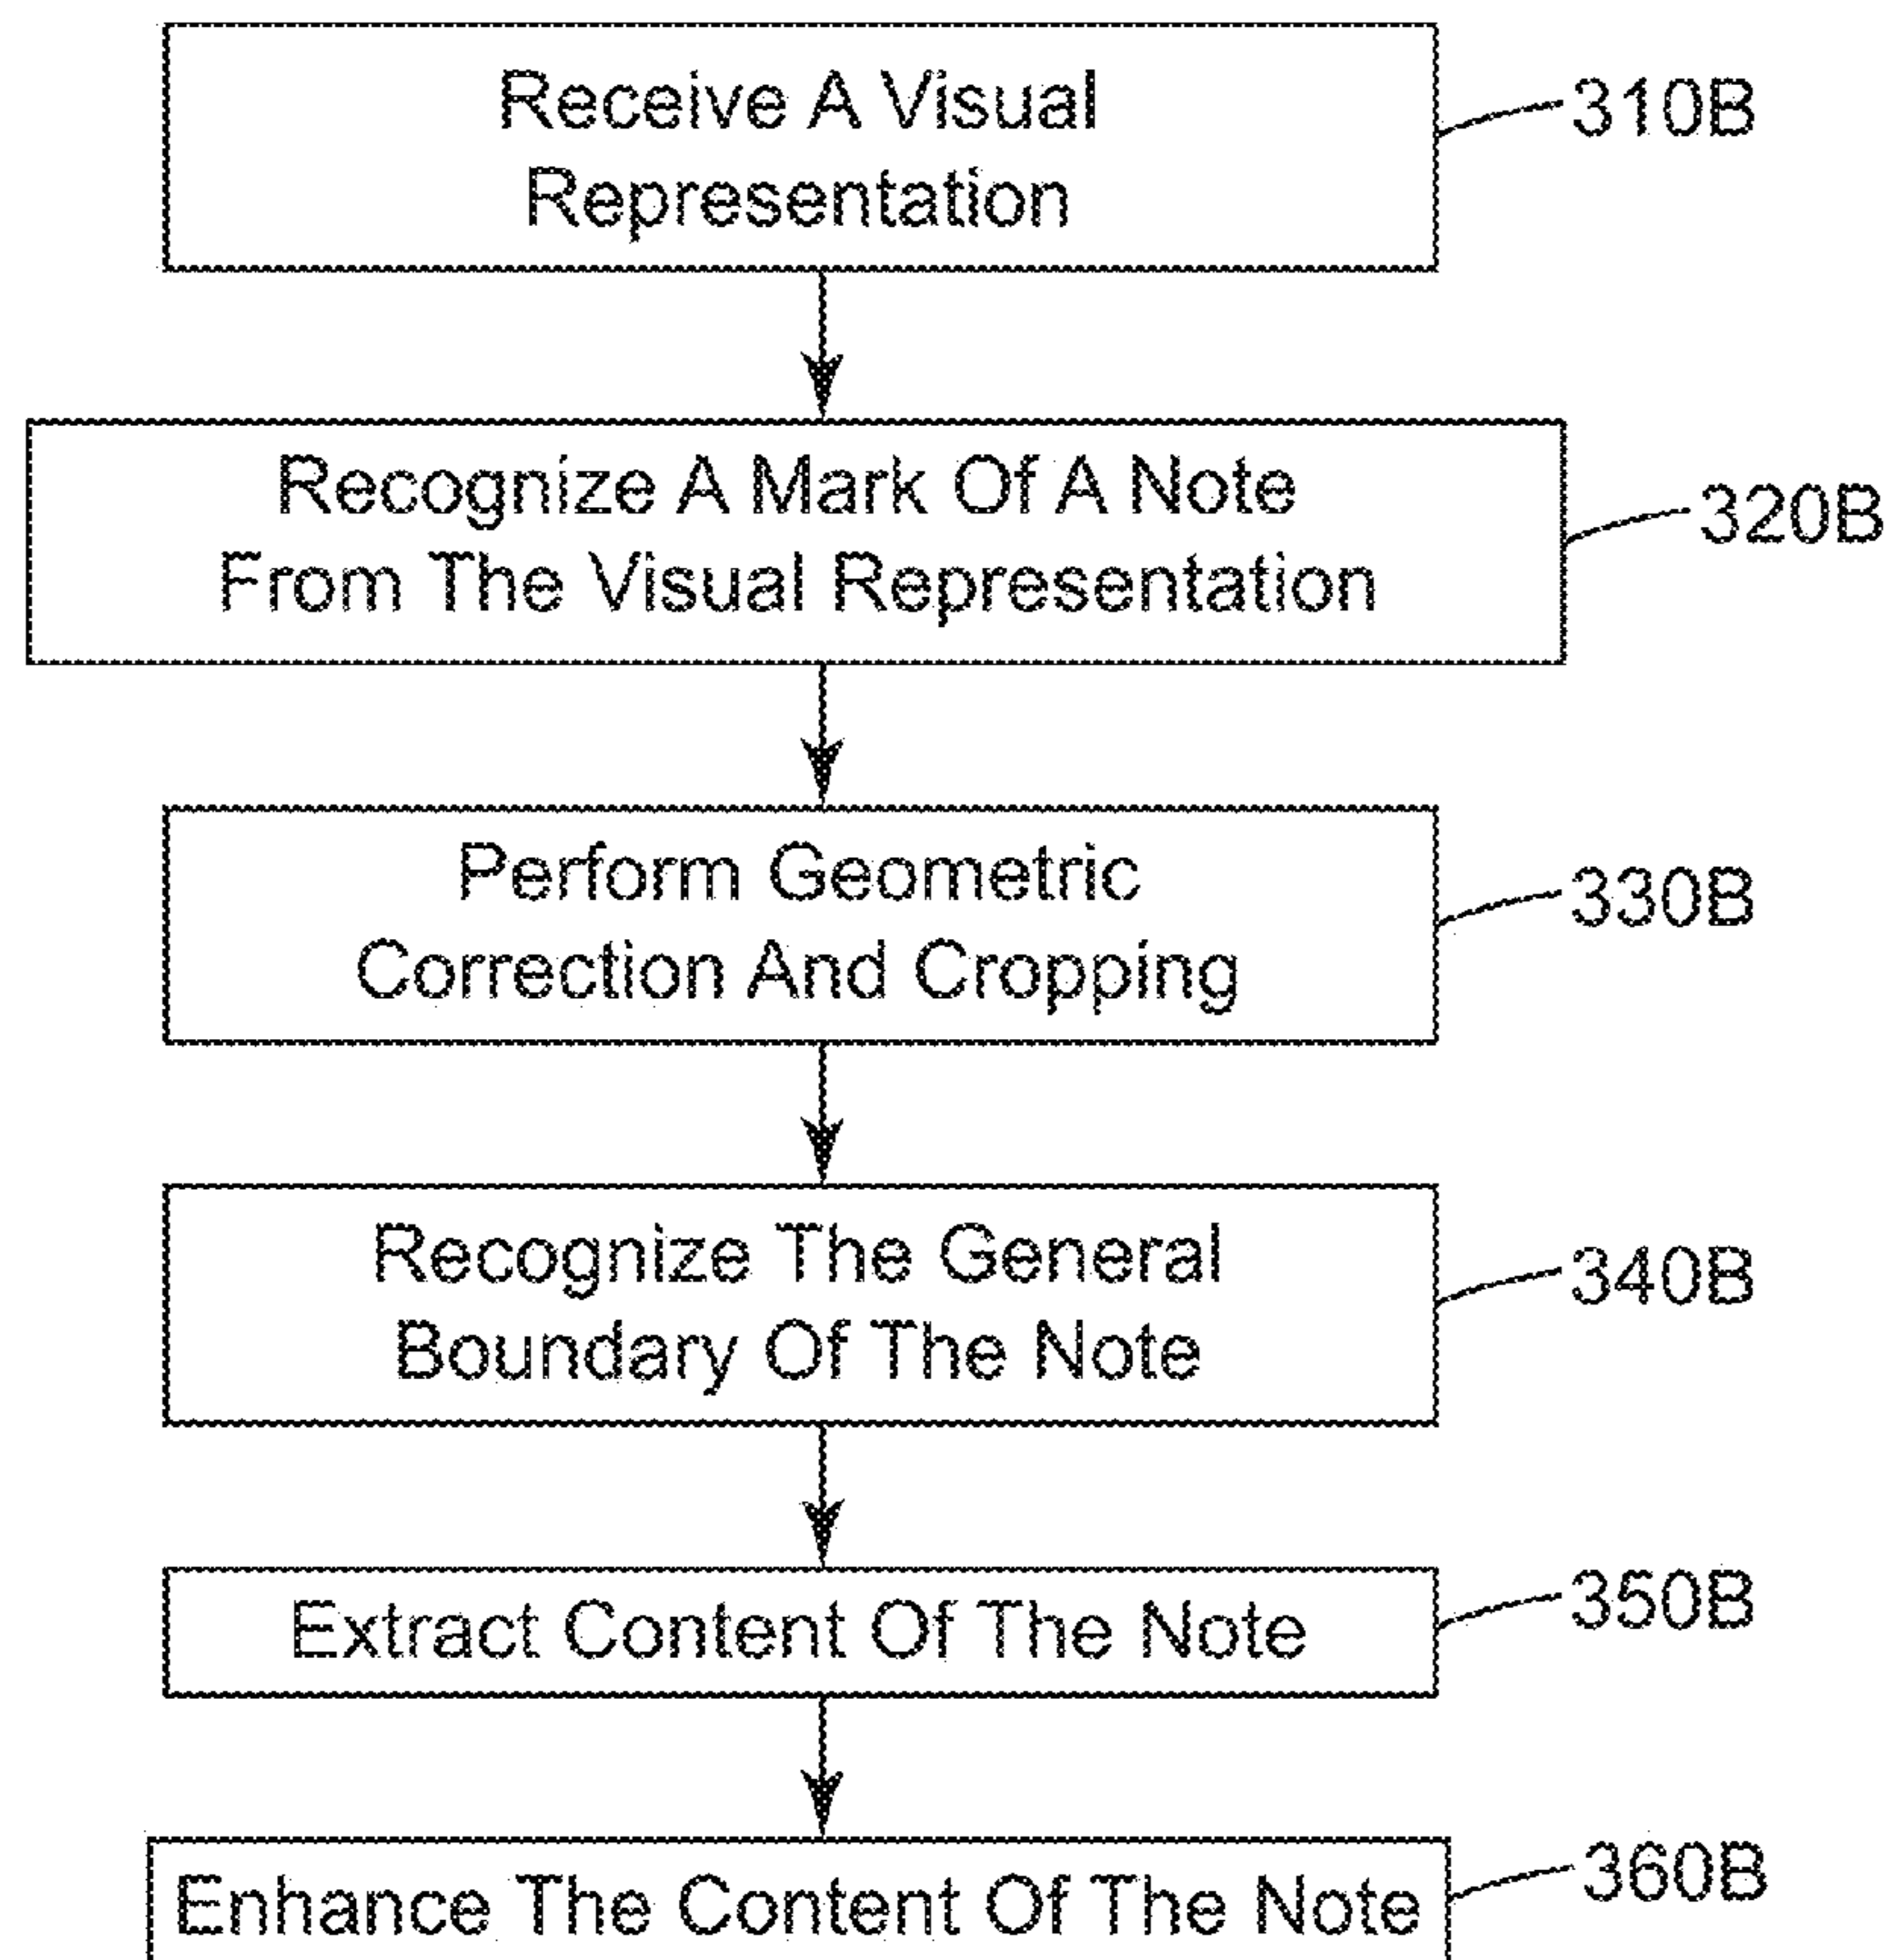 Receive A Visual
Representation
310B
Recognize A Mark Of A Note
From The Visual Representation
320B
Perform Geometric
Correction And Cropping
330B
Recognize The General
Boundary Of The Note
340B
Extract Content Of The Note
350B
Enhance The Content Of The Note
360B